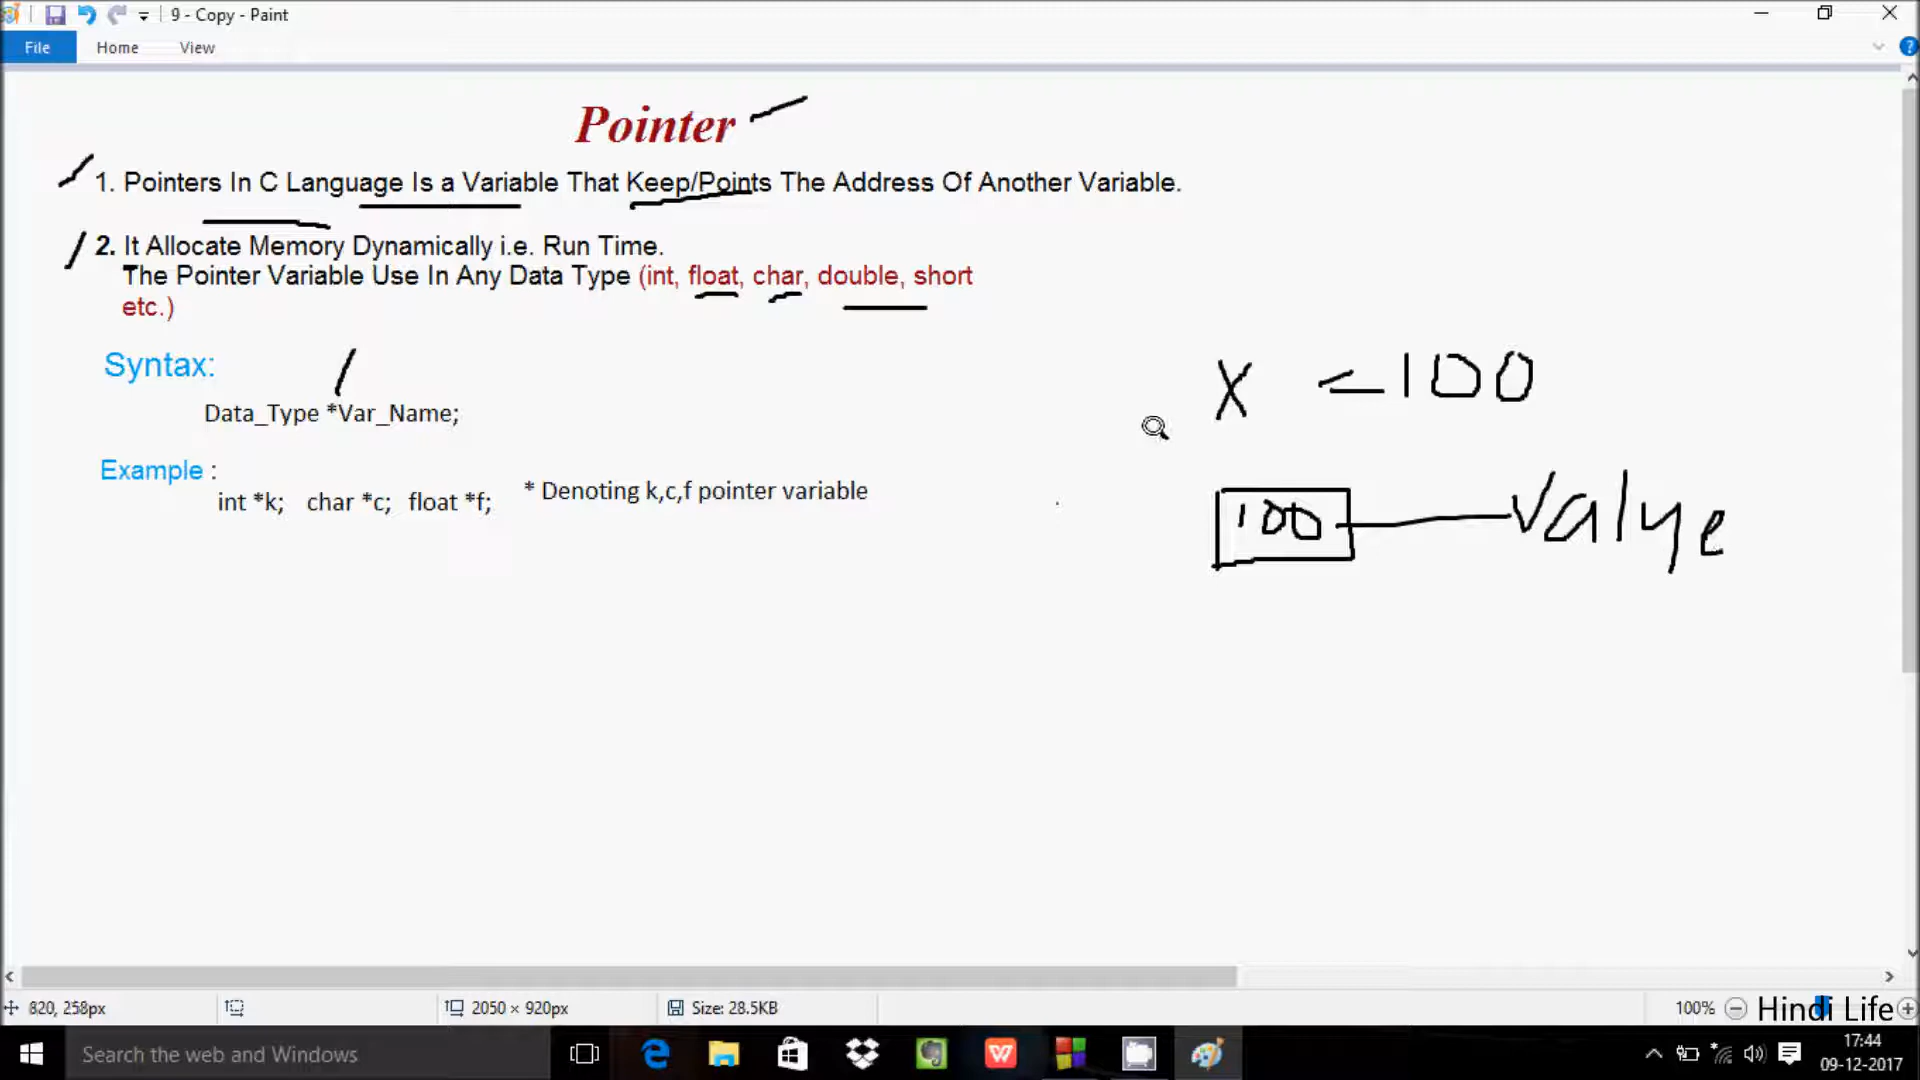 9 - Copy - Paint
File Home View
Pointer
1. Pointers In C Language Is a Variable That Keep/Points The Address Of Another Variable.
2. It Allocate Memory Dynamically i.e. Run Time.
The Pointer Variable Use In Any Data Type (int, float, char, double, short
etc.)
Syntax:
Data_Type *Var_Name;
Example :
int *k; char *c; float *f; * Denoting k,c,f pointer variable
X = 100
100 Valye
820, 258px 2050 × 920px Size: 28.5KB 100%
Hindi Life
Search the web and Windows
17:44
09-12-2017